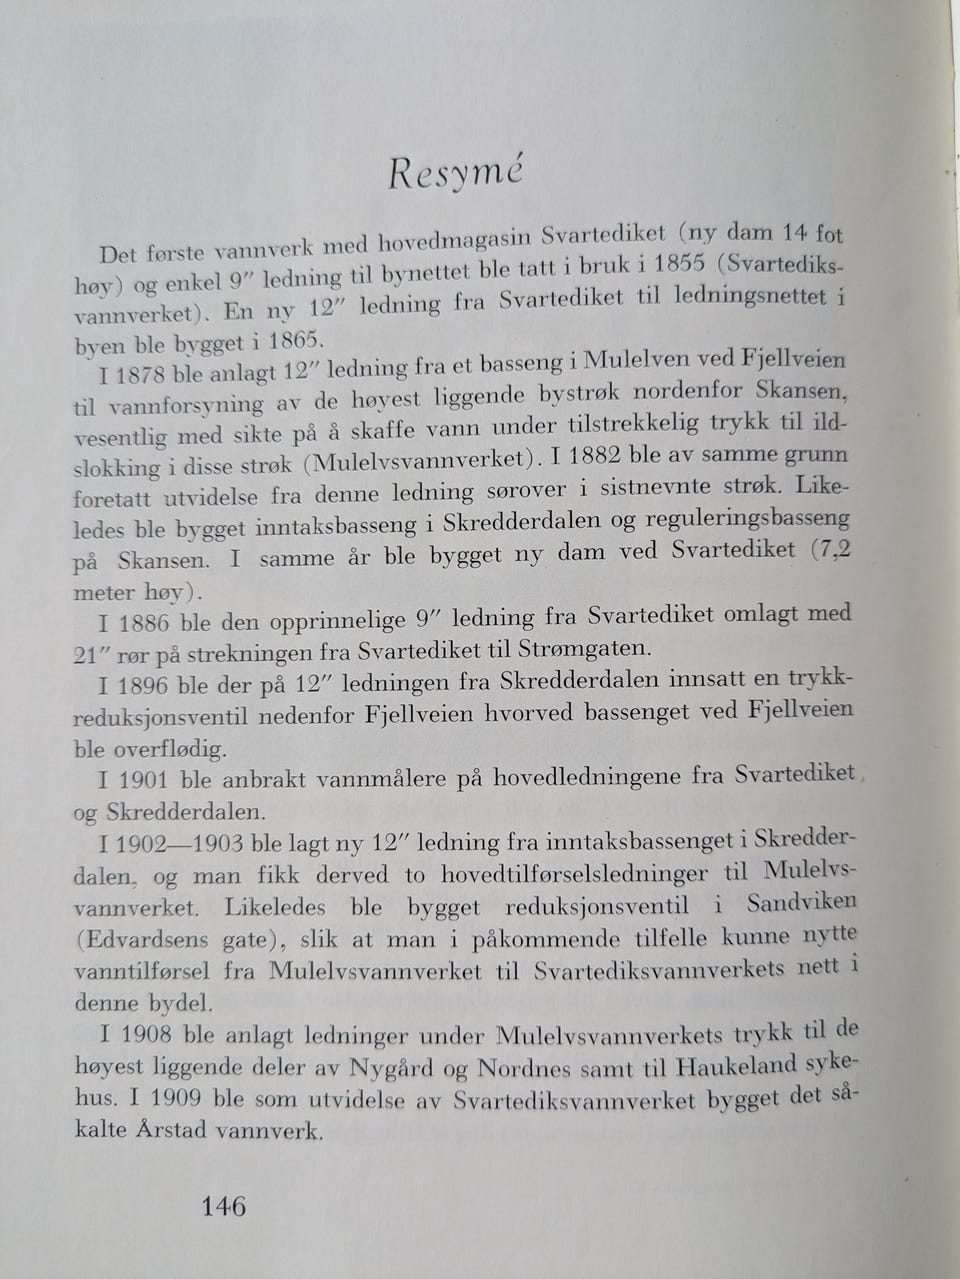 Resymé
Det første vannverk med hovedmagasin Svartediket (ny dam 14 fot
høy) og enkel 9″ ledning til bynettet ble tatt i bruk i 1855 (Svartediks-
vannverket). En ny 12″ ledning fra Svartediket til ledningsnettet i
byen ble bygget i 1865.
I 1878 ble anlagt 12″ ledning fra et basseng i Mulelven ved Fjellveien
til vannforsyning av de høyest liggende bystrøk nordenfor Skansen,
vesentlig med sikte på å skaffe vann under tilstrekkelig trykk til ild-
slokking i disse strøk (Mulelvsvannverket). I 1882 ble av samme grunn
foretatt utvidelse fra denne ledning sørover i sistnevnte strøk. Like-
ledes ble bygget inntaksbasseng i Skredderdalen og reguleringsbasseng
på Skansen. I samme år ble bygget ny dam ved Svartediket (7,2
meter høy).
I 1886 ble den opprinnelige 9″ ledning fra Svartediket omlagt med
21″ rør på strekningen fra Svartediket til Strømgaten.
I 1896 ble der på 12″ ledningen fra Skredderdalen innsatt en trykk-
reduksjonsventil nedenfor Fjellveien hvorved bassenget ved Fjellveien
ble overflødig.
I 1901 ble anbrakt vannmålere på hovedledningene fra Svartediket
og Skredderdalen.
I 1902—1903 ble lagt ny 12″ ledning fra inntaksbassenget i Skredder-
dalen, og man fikk derved to hovedtilførselsledninger til Mulelvs-
vannverket. Likeledes ble bygget reduksjonsventil i Sandviken
(Edvardsens gate), slik at man i påkommende tilfelle kunne nytte
vanntilførsel fra Mulelvsvannverket til Svartediksvannverkets nett i
denne bydel.
I 1908 ble anlagt ledninger under Mulelvsvannverkets trykk til de
høyest liggende deler av Nygård og Nordnes samt til Haukeland syke-
hus. I 1909 ble som utvidelse av Svartediksvannverket bygget det så-
kalte Årstad vannverk.
146